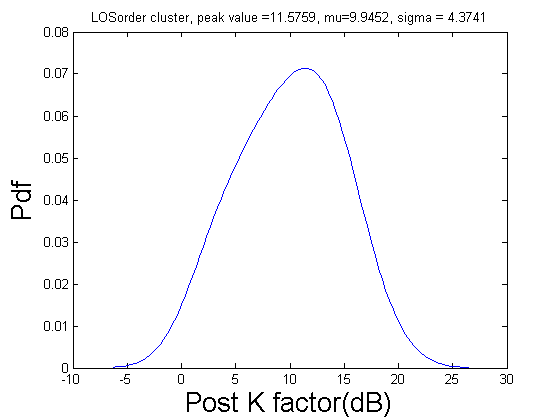 LOSorder cluster, peak value =11.5759, mu=9.9452, sigma = 4.3741
0.08
0.07
0.06
0.05
0.04
0.03
0.02
0.01
0
Pdf
-10 -5 0 5 10 15 20 25 30
Post K factor(dB)